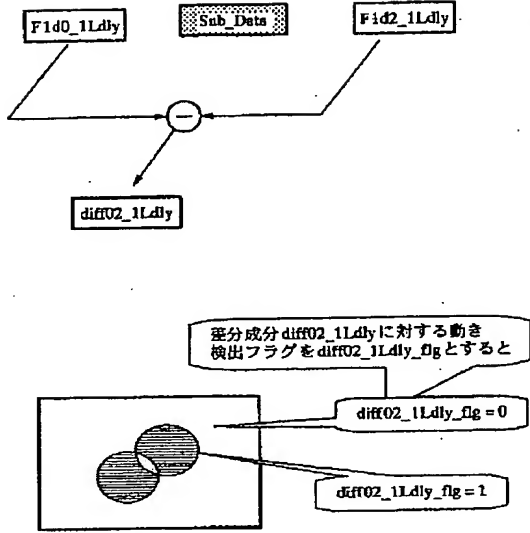 F1d0_1Ldly
Sub_Data
F1d2_1Ldly
−
diff02_1Ldly
差分成分diff02_1Ldlyに対する動き
検出フラグをdiff02_1Ldly_flgとすると
diff02_1Ldly_flg = 0
diff02_1Ldly_flg = 1